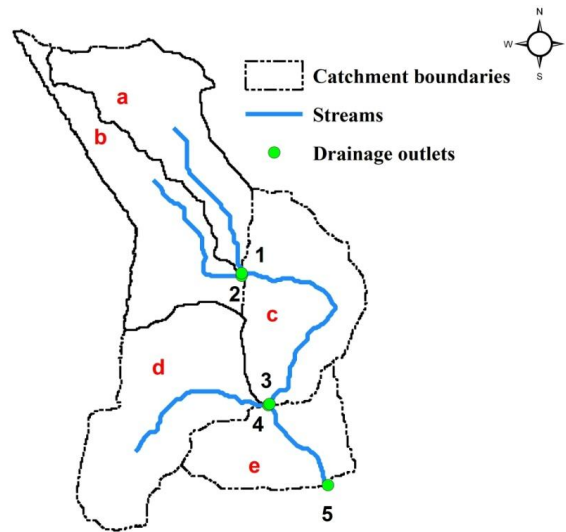 N
W
S
Catchment boundaries
Streams
Drainage outlets
a
b
1
2
c
d
3
4
e
5